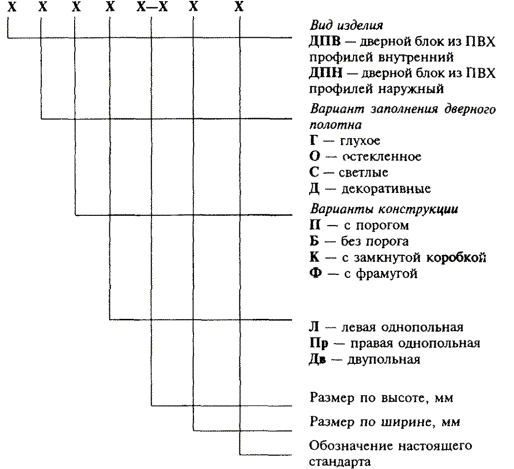 Х Х Х Х Х—Х Х Х
Вид изделия
ДПВ — дверной блок из ПВХ
профилей внутренний
ДПН — дверной блок из ПВХ
профилей наружный
Вариант заполнения дверного
полотна
Г — глухое
О — остекленное
С — светлые
Д — декоративные
Варианты конструкции
П — с порогом
Б — без порога
К — с замкнутой коробкой
Ф — с фрамугой
Л — левая однопольная
Пр — правая однопольная
Дв — двупольная
Размер по высоте, мм
Размер по ширине, мм
Обозначение настоящего
стандарта